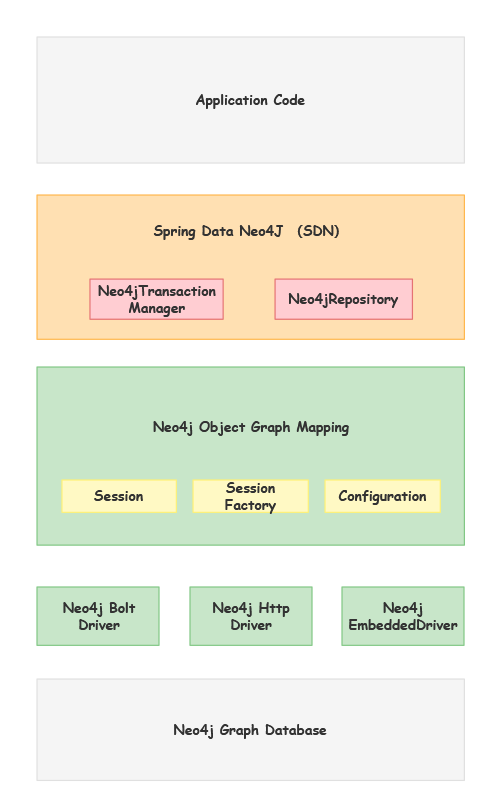 Application Code
Spring Data Neo4J (SDN)
Neo4jTransaction
Manager
Neo4jRepository
Neo4j Object Graph Mapping
Session
Session
Factory
Configuration
Neo4j Bolt
Driver
Neo4j Http
Driver
Neo4j
EmbeddedDriver
Neo4j Graph Database